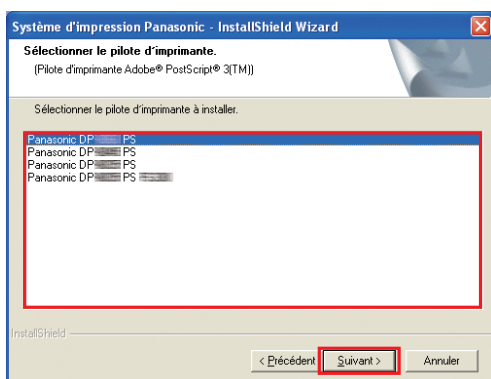 Système d'impression Panasonic - InstallShield Wizard
Sélectionner le pilote d'imprimante.
(Pilote d'imprimante Adobe® PostScript® 3(TM))
Sélectionner le pilote d'imprimante à installer.
Panasonic DP PS
Panasonic DP PS
Panasonic DP PS
Panasonic DP PS
InstallShield
< Précédent Suivant > Annuler